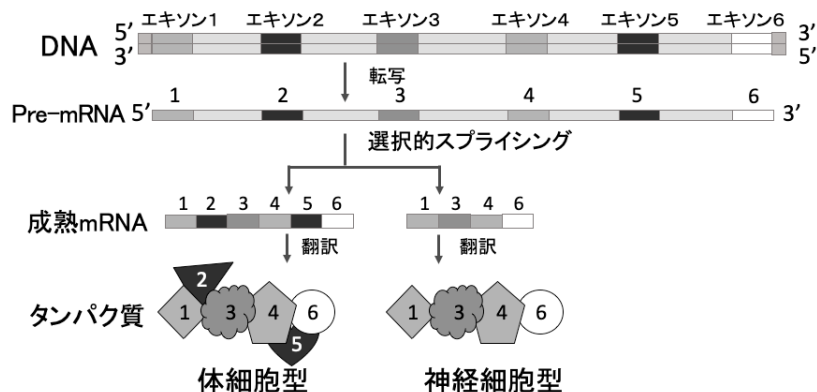 エキソン1 エキソン2 エキソン3 エキソン4 エキソン5 エキソン6
DNA 5′ 3′
3′ 5′
転写
1 2 3 4 5 6
Pre-mRNA 5′ 3′
選択的スプライシング
1 2 3 4 5 6 1 3 4 6
成熟mRNA
翻訳 翻訳
2
タンパク質 1 3 4 6 1 3 4 6
5
体細胞型 神経細胞型